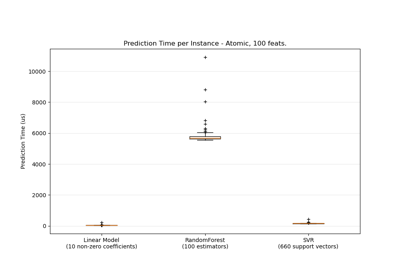 Prediction Time per Instance - Atomic, 100 feats.
10000
8000
6000
4000
2000
0
Prediction Time (us)
Linear Model
(10 non-zero coefficients)
RandomForest
(100 estimators)
SVR
(660 support vectors)